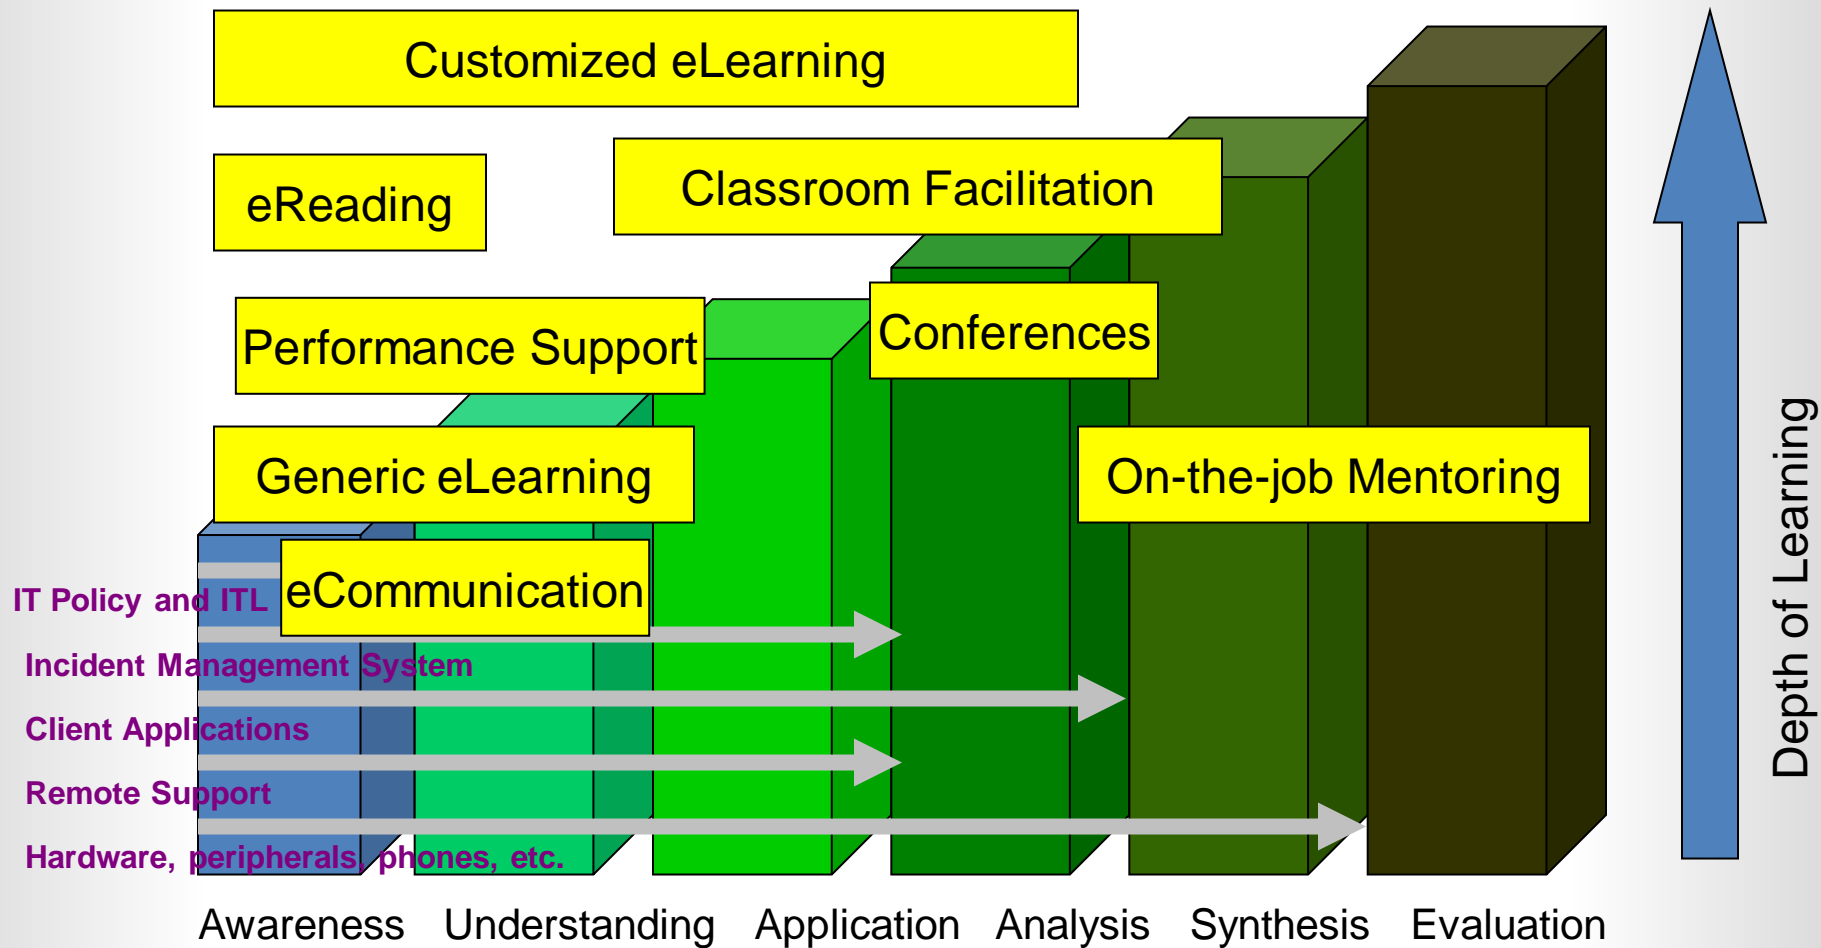 Customized eLearning
Classroom Facilitation
eReading
Conferences
Performance Support
Generic eLearning
On-the-job Mentoring
eCommunication
IT Policy and ITL
Incident Management System
Client Applications
Remote Support
Hardware, peripherals, phones, etc.
Depth of Learning
Awareness Understanding Application Analysis Synthesis Evaluation